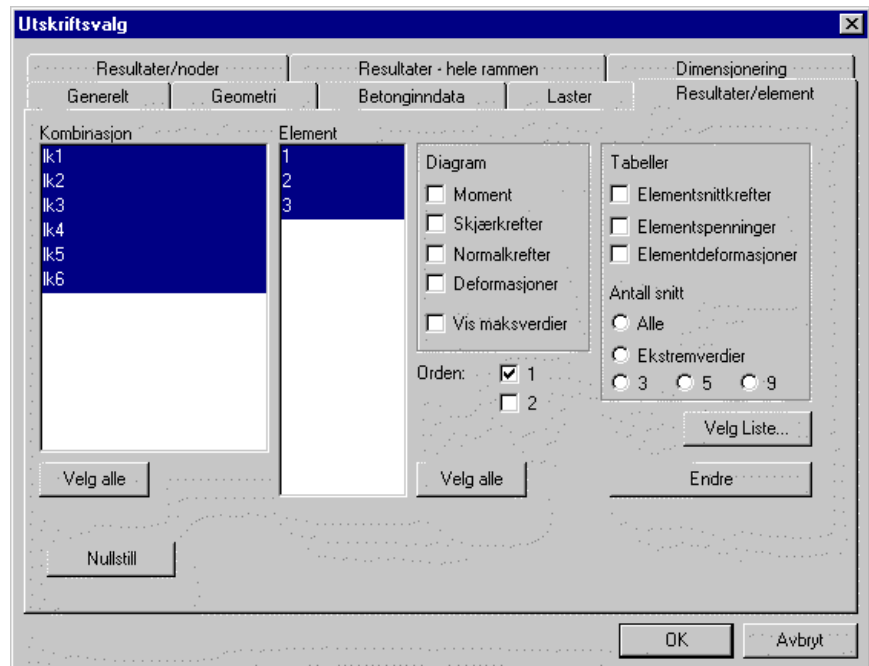 Utskriftsvalg
Resultater/noder
Resultater - hele rammen
Dimensjonering
Generelt
Geometri
Betonginndata
Laster
Resultater/element
Kombinasjon
lk1
lk2
lk3
lk4
lk5
lk6
Velg alle
Nullstill
Element
1
2
3
Diagram
Moment
Skjærkrefter
Normalkrefter
Deformasjoner
Vis maksverdier
Orden:
1
2
Velg alle
Tabeller
Elementsnittkrefter
Elementspenninger
Elementdeformasjoner
Antall snitt
Alle
Ekstremverdier
3 5 9
Velg Liste...
Endre
OK
Avbryt